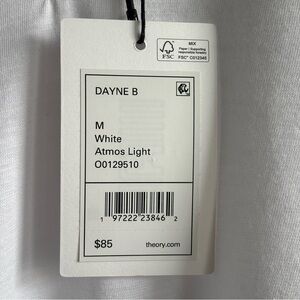 FSC
MIX
Paper | Supporting
responsible forestry
FSC® C012345
DAYNE B
M
White
Atmos Light
O0129510
1 97222 23846 2
$85
theory.com